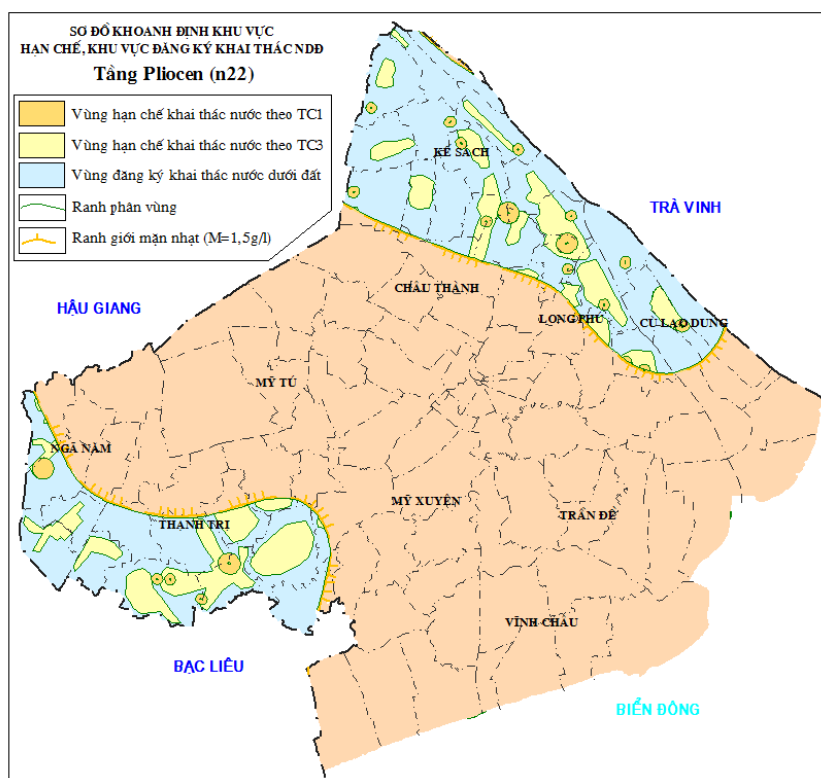 SƠ ĐỒ KHOANH ĐỊNH KHU VỰC
HẠN CHẾ, KHU VỰC ĐĂNG KÝ KHAI THÁC NDĐ
Tầng Pliocen (n22)
Vùng hạn chế khai thác nước theo TC1
Vùng hạn chế khai thác nước theo TC3
Vùng đăng ký khai thác nước dưới đất
Ranh phân vùng
Ranh giới mặn nhạt (M=1,5g/l)
KẾ SÁCH
TRÀ VINH
CHÂU THÀNH
HẬU GIANG
LONG PHÚ
CÙ LAO DUNG
MỸ TÚ
NGÃ NĂM
MỸ XUYÊN
TRẦN ĐỀ
THẠNH TRỊ
VĨNH CHÂU
BẠC LIÊU
BIỂN ĐÔNG